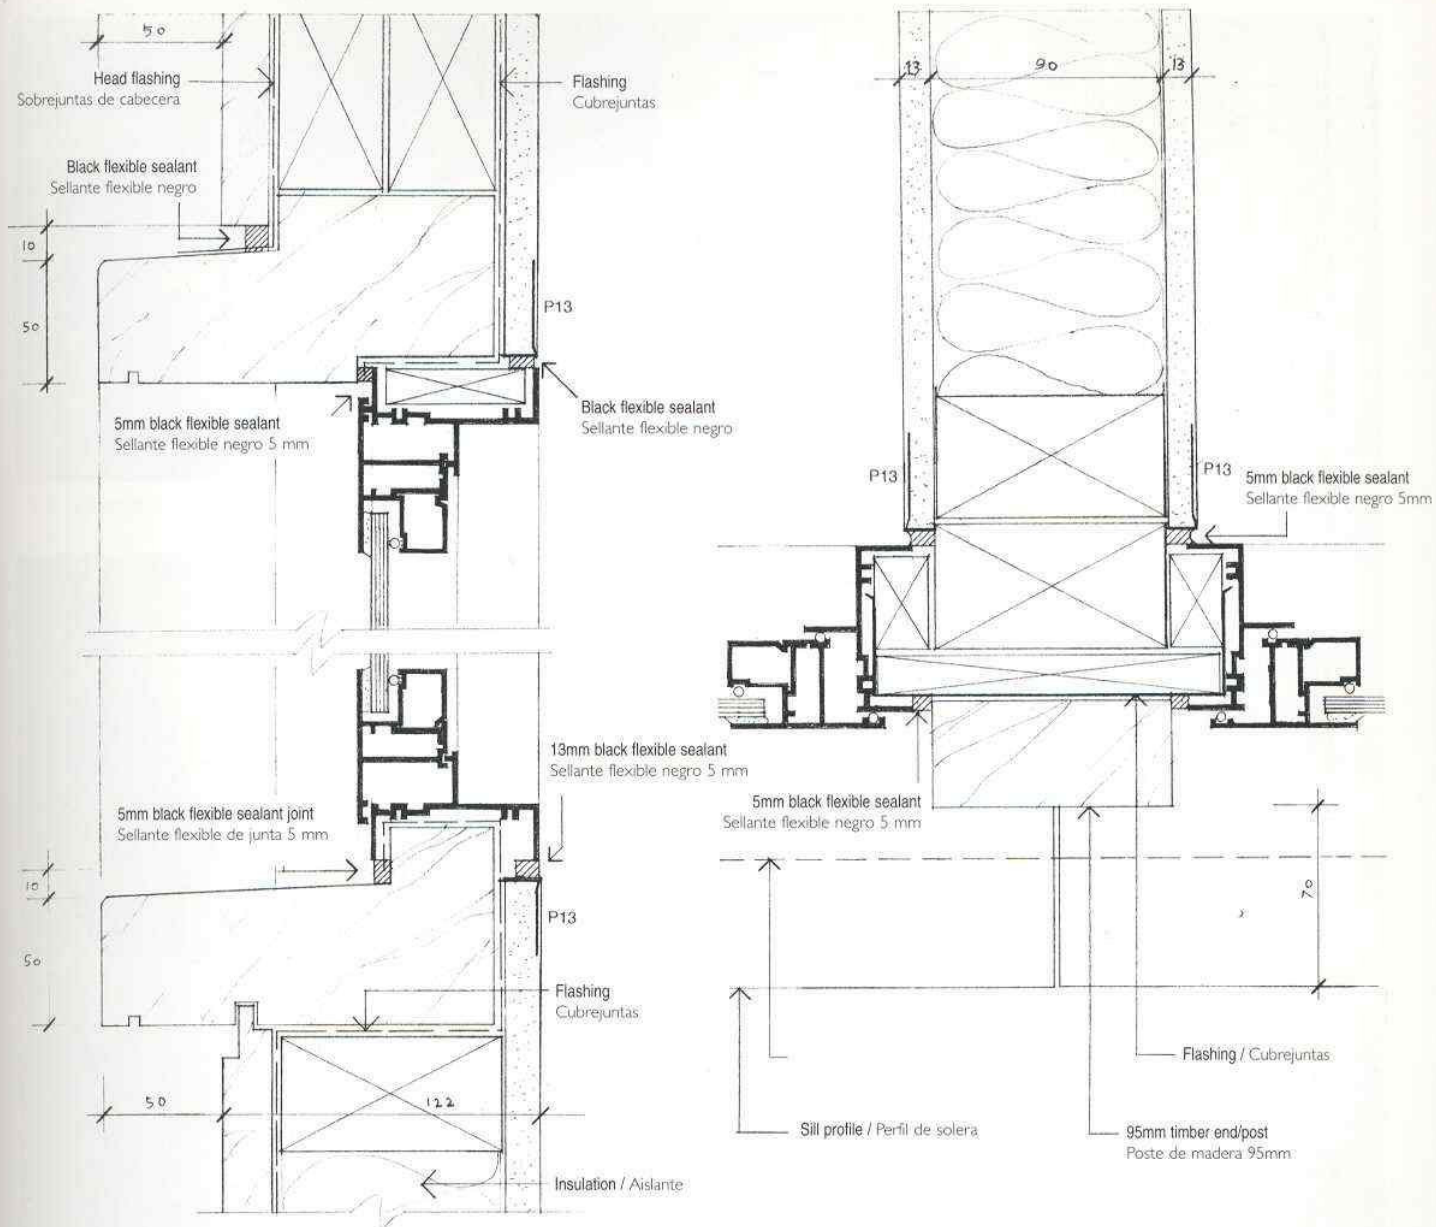 50
Head flashing
Sobrejuntas de cabecera
Flashing
Cubrejuntas
Black flexible sealant
Sellante flexible negro
10
50
P13
5mm black flexible sealant
Sellante flexible negro 5 mm
Black flexible sealant
Sellante flexible negro
13mm black flexible sealant
Sellante flexible negro 5 mm
5mm black flexible sealant joint
Sellante flexible de junta 5 mm
10
50
P13
Flashing
Cubrejuntas
50
122
Insulation / Aislante
13
90
13
P13
P13
5mm black flexible sealant
Sellante flexible negro 5mm
5mm black flexible sealant
Sellante flexible negro 5 mm
70
Flashing / Cubrejuntas
Sill profile / Perfil de solera
95mm timber end/post
Poste de madera 95mm